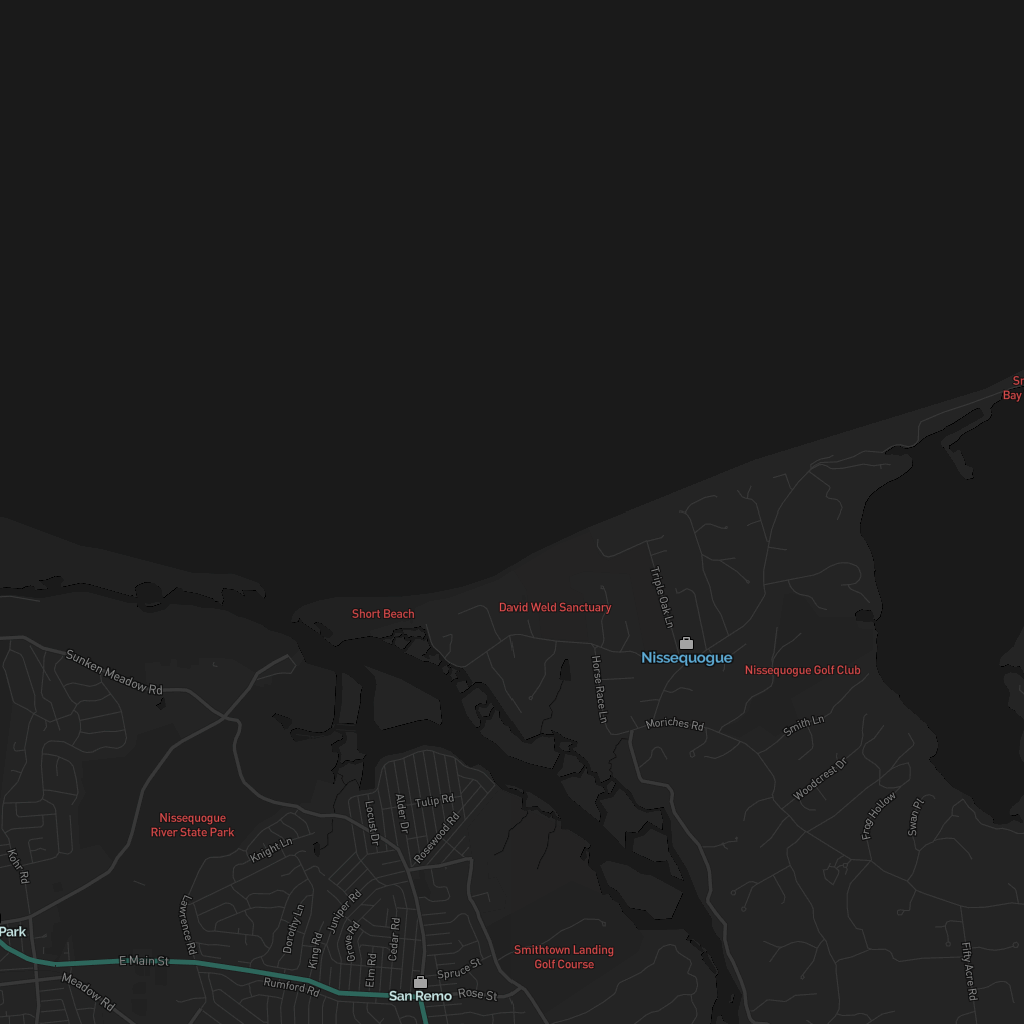 Sr
Bay
Short Beach
David Weld Sanctuary
Triple Oak Ln
Nissequogue
Nissequogue Golf Club
Sunken Meadow Rd
Horse Race Ln
Moriches Rd
Smith Ln
Woodcrest Dr
Tulip Rd
Locust Dr
Alder Dr
Rosewood Rd
Frog Hollow
Swan Pl
Nissequogue
River State Park
Knight Ln
Kohr Rd
Lawrence Rd
Dorothy Ln
King Rd
Juniper Rd
Grove Rd
Elm Rd
Cedar Rd
Park
E Main St
Meadow Rd
Rumford Rd
Spruce St
San Remo
Rose St
Smithtown Landing
Golf Course
Fifty Acre Rd